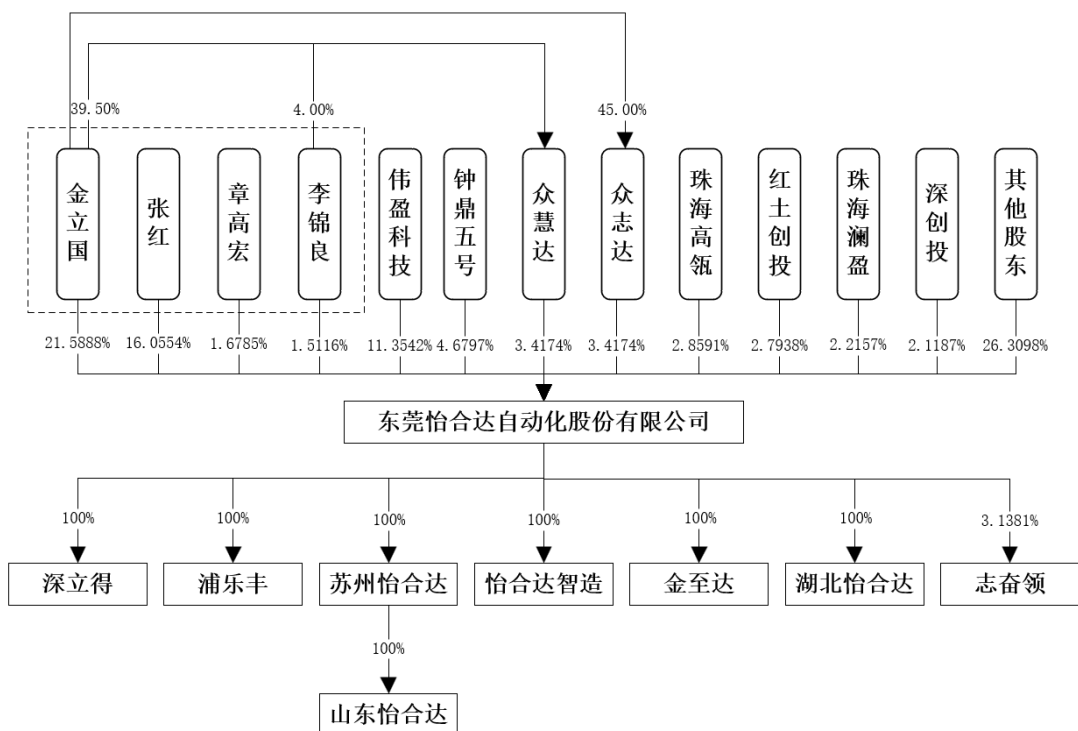 39.50%
4.00%
45.00%
金立国
张红
章高宏
李锦良
伟盈科技
钟鼎五号
众慧达
众志达
珠海高瓴
红土创投
珠海澜盈
深创投
其他股东
21.5888%
16.0554%
1.6785%
1.5116%
11.3542%
4.6797%
3.4174%
3.4174%
2.8591%
2.7938%
2.2157%
2.1187%
26.3098%
东莞怡合达自动化股份有限公司
100%
100%
100%
100%
100%
100%
3.1381%
深立得
浦乐丰
苏州怡合达
怡合达智造
金至达
湖北怡合达
志奋领
100%
山东怡合达